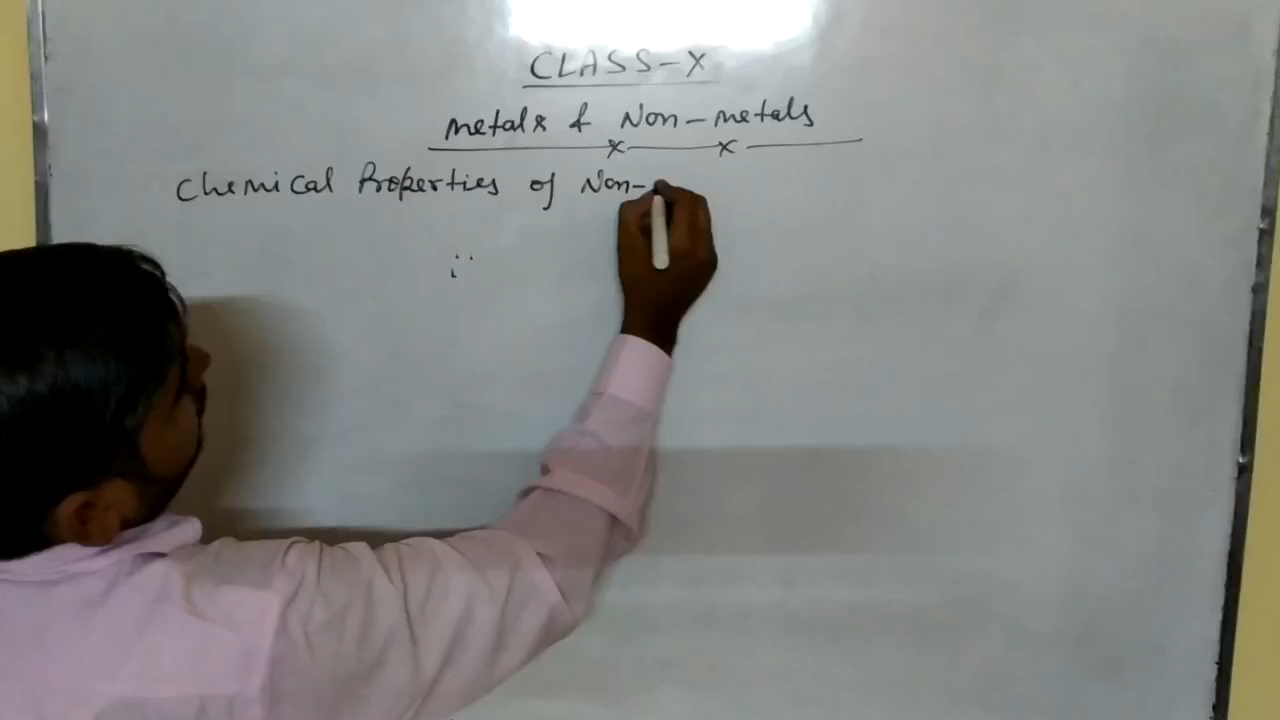 CLASS-X
Metals & Non-metals
Chemical Properties of Non-